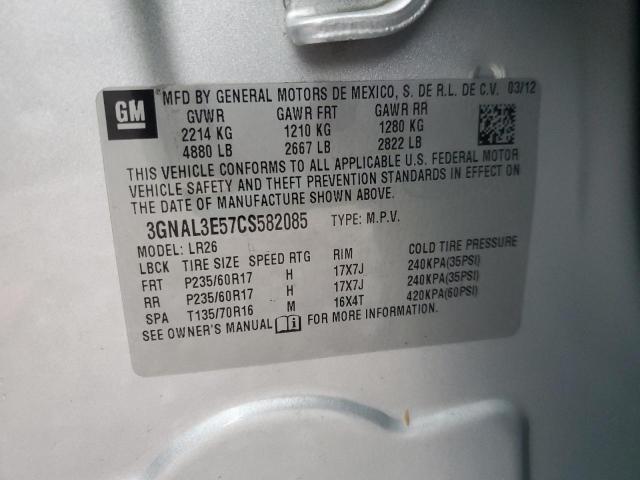 GM
MFD BY GENERAL MOTORS DE MEXICO, S. DE R.L. DE C.V. 03/12
GVWR GAWR FRT GAWR RR
2214 KG 1210 KG 1280 KG
4880 LB 2667 LB 2822 LB
THIS VEHICLE CONFORMS TO ALL APPLICABLE U.S. FEDERAL MOTOR
VEHICLE SAFETY AND THEFT PREVENTION STANDARDS IN EFFECT ON
THE DATE OF MANUFACTURE SHOWN ABOVE.
3GNAL3E57CS582085 TYPE: M.P.V.
MODEL: LR26
LBCK TIRE SIZE SPEED RTG RIM COLD TIRE PRESSURE
FRT P235/60R17 H 17X7J 240KPA(35PSI)
RR P235/60R17 H 17X7J 240KPA(35PSI)
SPA T135/70R16 M 16X4T 420KPA(60PSI)
SEE OWNER'S MANUAL i FOR MORE INFORMATION.